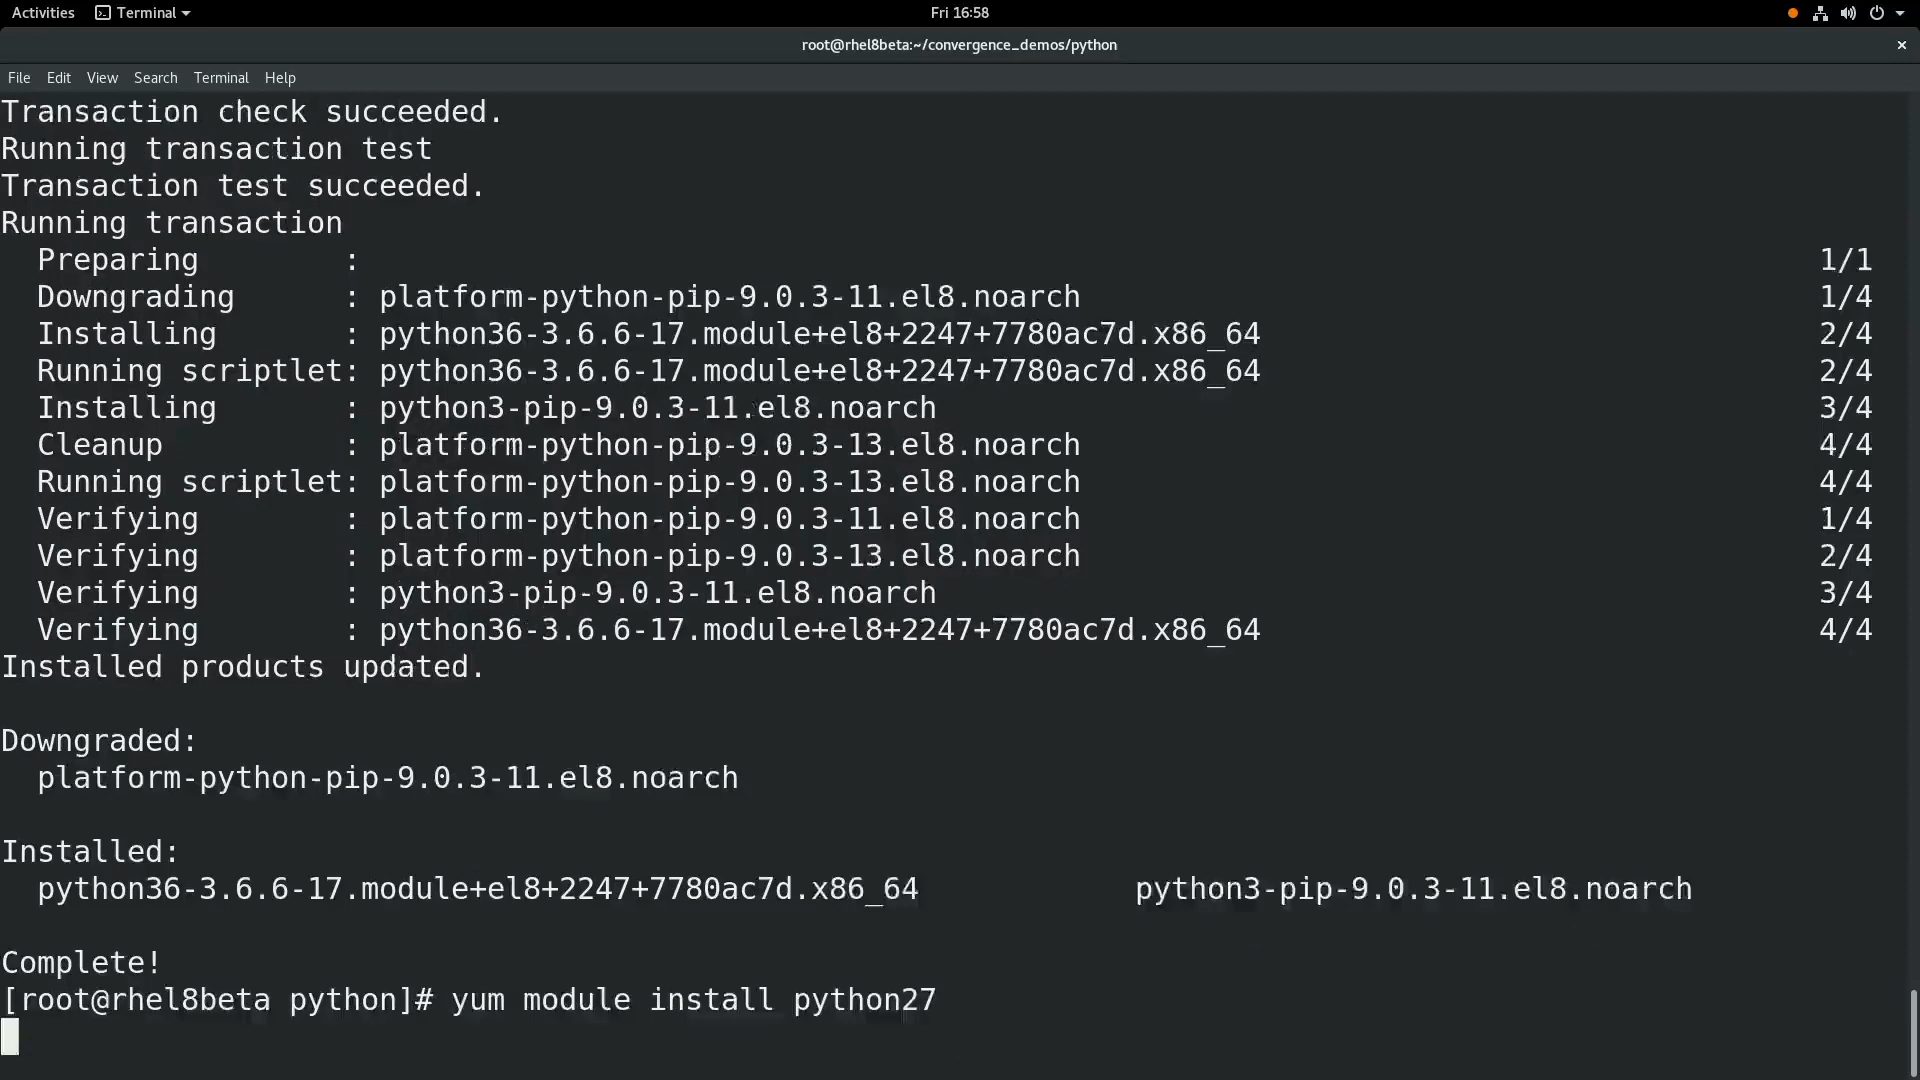 Activities Terminal Fri 16:58
root@rhel8beta:~/convergence_demos/python ×
File Edit View Search Terminal Help
Transaction check succeeded.
Running transaction test
Transaction test succeeded.
Running transaction
  Preparing        :                                                                                 1/1
  Downgrading      : platform-python-pip-9.0.3-11.el8.noarch                                         1/4
  Installing       : python36-3.6.6-17.module+el8+2247+7780ac7d.x86_64                               2/4
  Running scriptlet: python36-3.6.6-17.module+el8+2247+7780ac7d.x86_64                               2/4
  Installing       : python3-pip-9.0.3-11.el8.noarch                                                 3/4
  Cleanup          : platform-python-pip-9.0.3-13.el8.noarch                                         4/4
  Running scriptlet: platform-python-pip-9.0.3-13.el8.noarch                                         4/4
  Verifying        : platform-python-pip-9.0.3-11.el8.noarch                                         1/4
  Verifying        : platform-python-pip-9.0.3-13.el8.noarch                                         2/4
  Verifying        : python3-pip-9.0.3-11.el8.noarch                                                 3/4
  Verifying        : python36-3.6.6-17.module+el8+2247+7780ac7d.x86_64                               4/4
Installed products updated.

Downgraded:
  platform-python-pip-9.0.3-11.el8.noarch

Installed:
  python36-3.6.6-17.module+el8+2247+7780ac7d.x86_64            python3-pip-9.0.3-11.el8.noarch

Complete!
[root@rhel8beta python]# yum module install python27